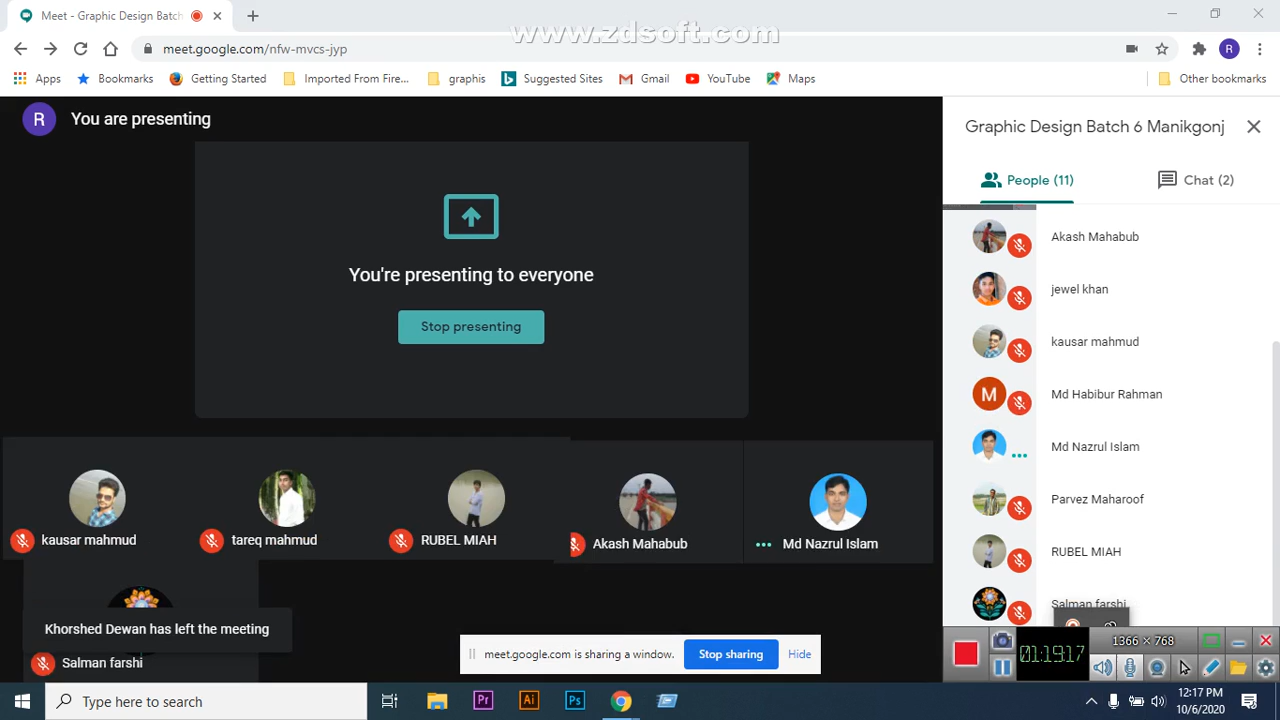 Meet - Graphic Design Batch
www.zdsoft.com
meet.google.com/nfw-mvcs-jyp
R
Apps
Bookmarks
Getting Started
Imported From Fire...
graphis
Suggested Sites
Gmail
YouTube
Maps
Other bookmarks
R You are presenting
You're presenting to everyone
Stop presenting
kausar mahmud
tareq mahmud
RUBEL MIAH
Akash Mahabub
Md Nazrul Islam
Khorshed Dewan has left the meeting
Salman farshi
meet.google.com is sharing a window.
Stop sharing
Hide
Graphic Design Batch 6 Manikgonj
People (11)
Chat (2)
Akash Mahabub
jewel khan
kausar mahmud
M Md Habibur Rahman
Md Nazrul Islam
Parvez Maharoof
RUBEL MIAH
Salman farshi
01:19:17
1366 × 768
Type here to search
Pr
Ai
Ps
12:17 PM
10/6/2020